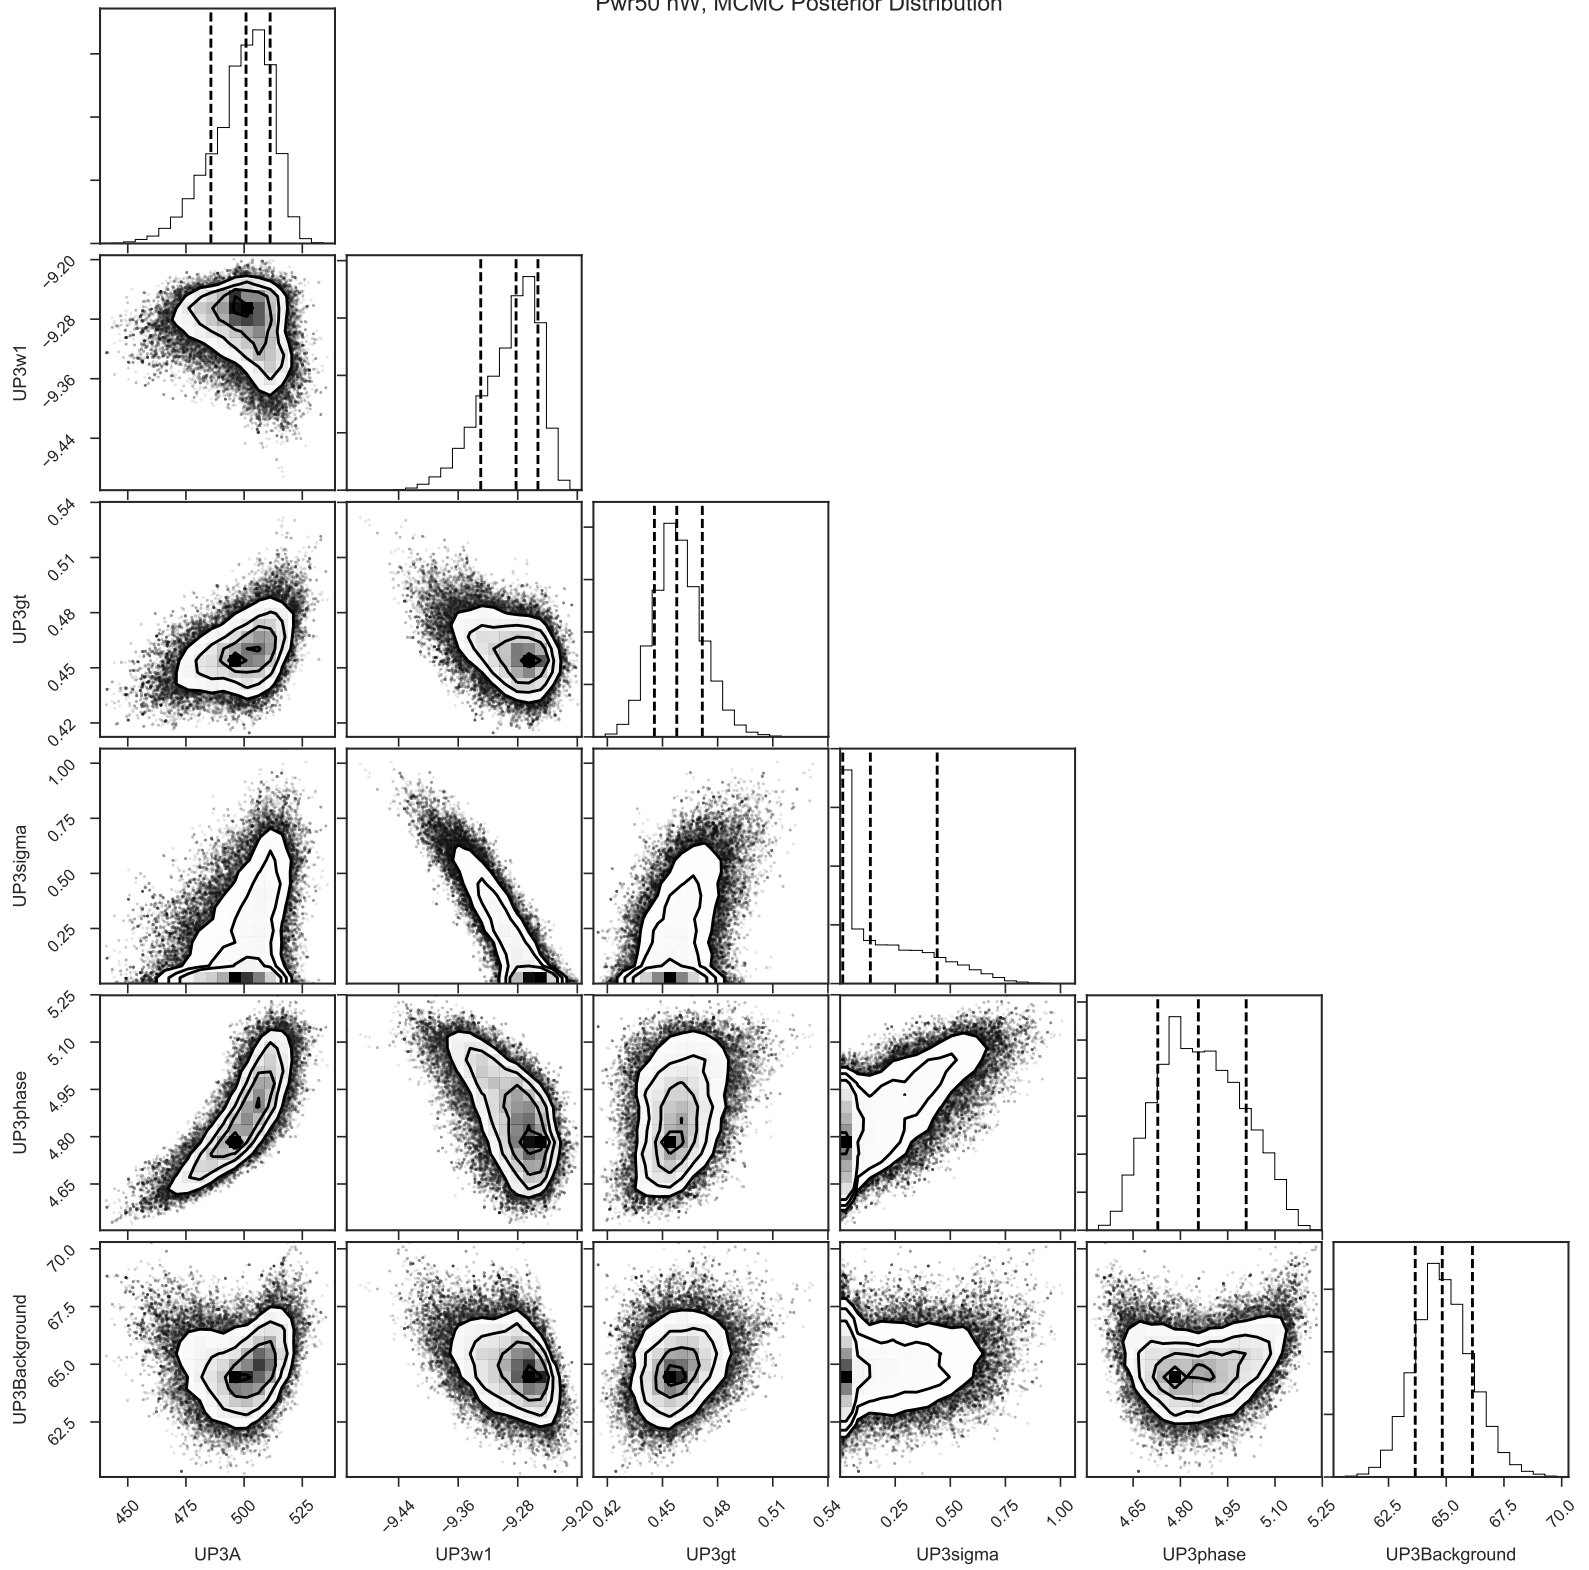 Pwr50 nW, MCMC Posterior Distribution
−9.20
−9.28
−9.36
−9.44
UP3w1
0.54
0.51
0.48
0.45
0.42
UP3gt
1.00
0.75
0.50
0.25
UP3sigma
5.25
5.10
4.95
4.80
4.65
UP3phase
70.0
67.5
65.0
62.5
UP3Background
450 475 500 525
−9.44 −9.36 −9.28 −9.20
0.42 0.45 0.48 0.51 0.54
0.25 0.50 0.75 1.00
4.65 4.80 4.95 5.10 5.25
62.5 65.0 67.5 70.0
UP3A UP3w1 UP3gt UP3sigma UP3phase UP3Background